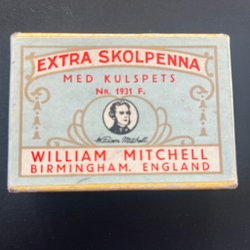 EXTRA SKOLPENNA
MED KULSPETS
NR. 1931 F.
William Mitchell
WILLIAM MITCHELL
BIRMINGHAM. ENGLAND